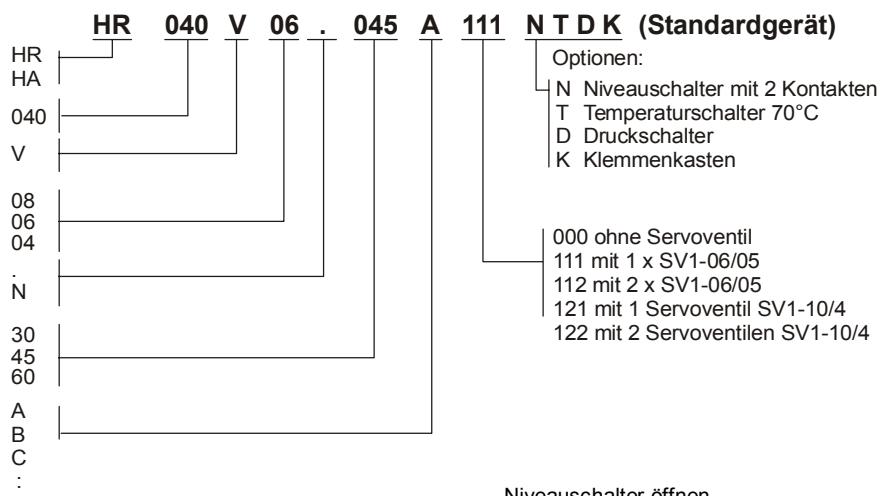 HR 040 V 06 . 045 A 111 N T D K (Standardgerät)
HR
HA
040
V
08
06
04
.
N
30
45
60
A
B
C
:
Optionen:
N Niveauschalter mit 2 Kontakten
T Temperaturschalter 70°C
D Druckschalter
K Klemmenkasten
000 ohne Servoventil
111 mit 1 x SV1-06/05
112 mit 2 x SV1-06/05
121 mit 1 Servoventil SV1-10/4
122 mit 2 Servoventilen SV1-10/4
Niveauschalter öffnen